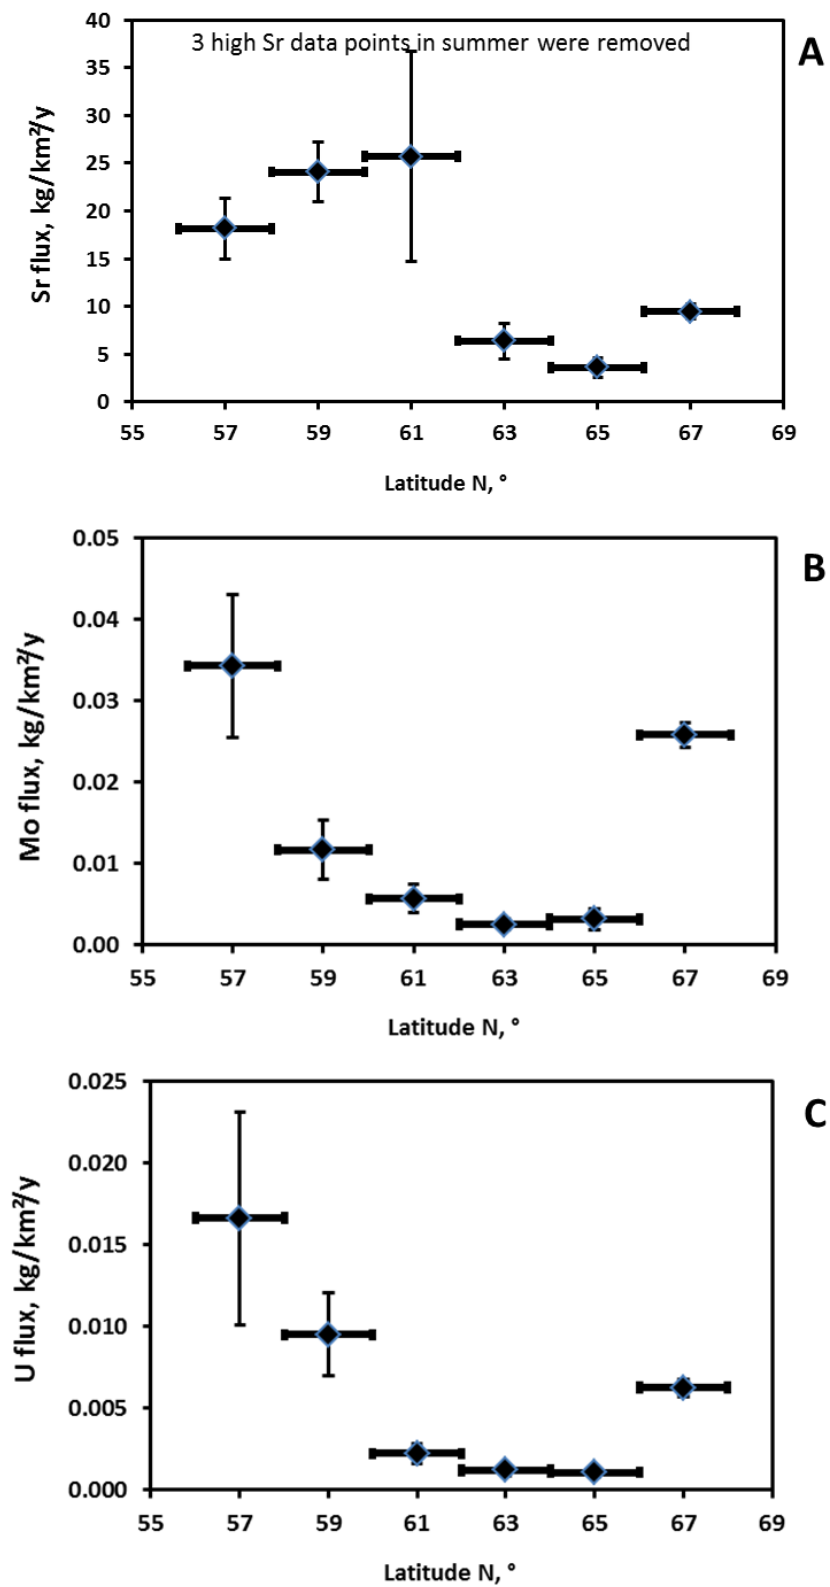 40
3 high Sr data points in summer were removed
A
35
30
25
20
15
10
5
0
Sr flux, kg/km²/y
55 57 59 61 63 65 67 69
Latitude N, °
0.05
B
0.04
0.03
0.02
0.01
0.00
Mo flux, kg/km²/y
55 57 59 61 63 65 67 69
Latitude N, °
0.025
C
0.020
0.015
0.010
0.005
0.000
U flux, kg/km²/y
55 57 59 61 63 65 67 69
Latitude N, °